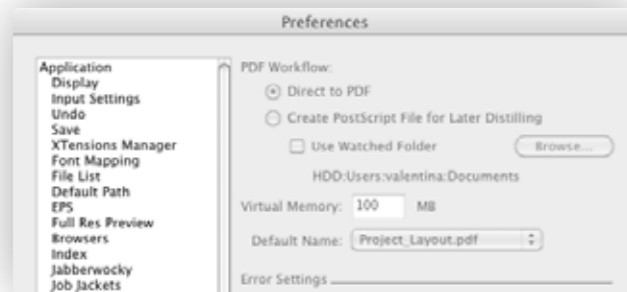 Preferences
Application
Display
Input Settings
Undo
Save
XTensions Manager
Font Mapping
File List
Default Path
EPS
Full Res Preview
Browsers
Index
Jabberwocky
Job Jackets
PDF Workflow:
Direct to PDF
Create PostScript File for Later Distilling
Use Watched Folder
Browse...
HDD:Users:valentina:Documents
Virtual Memory: 100 MB
Default Name: Project_Layout.pdf
Error Settings